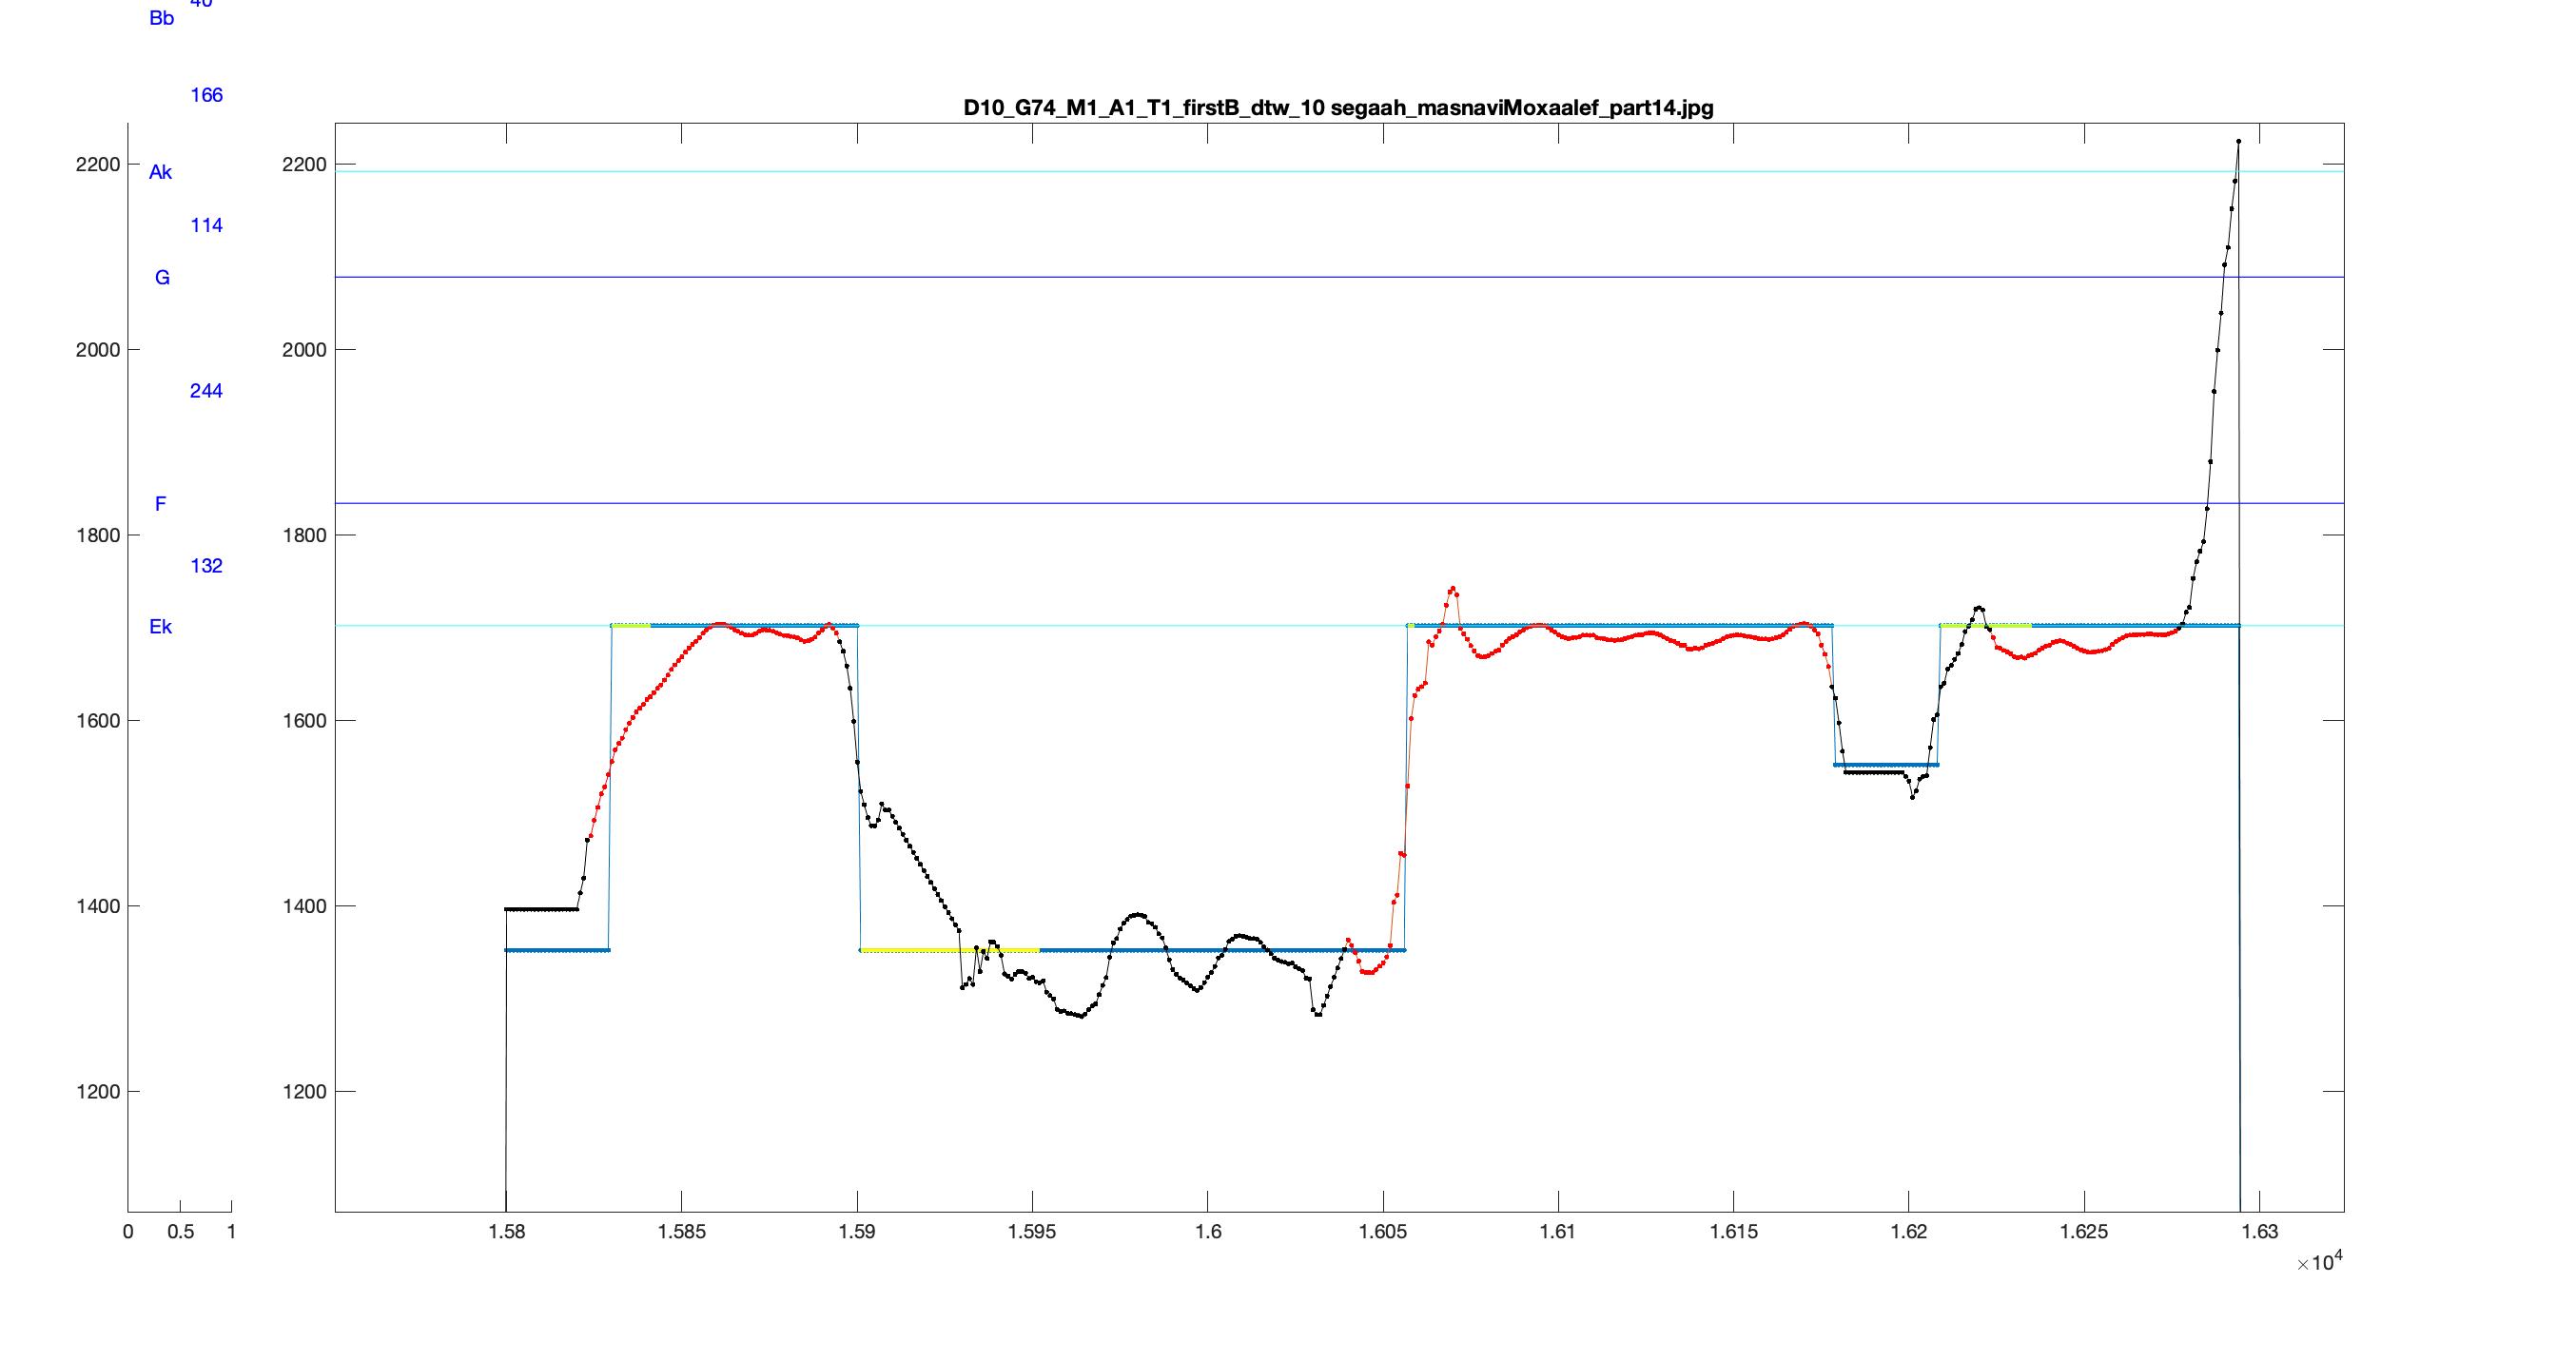 40
Bb
166
D10_G74_M1_A1_T1_firstB_dtw_10 segaah_masnaviMoxaalef_part14.jpg
2200 Ak 2200
114
G
2000 2000
244
F
1800 1800
132
Ek
1600 1600
1400 1400
1200 1200
0 0.5 1 1.58 1.585 1.59 1.595 1.6 1.605 1.61 1.615 1.62 1.625 1.63
×10⁴